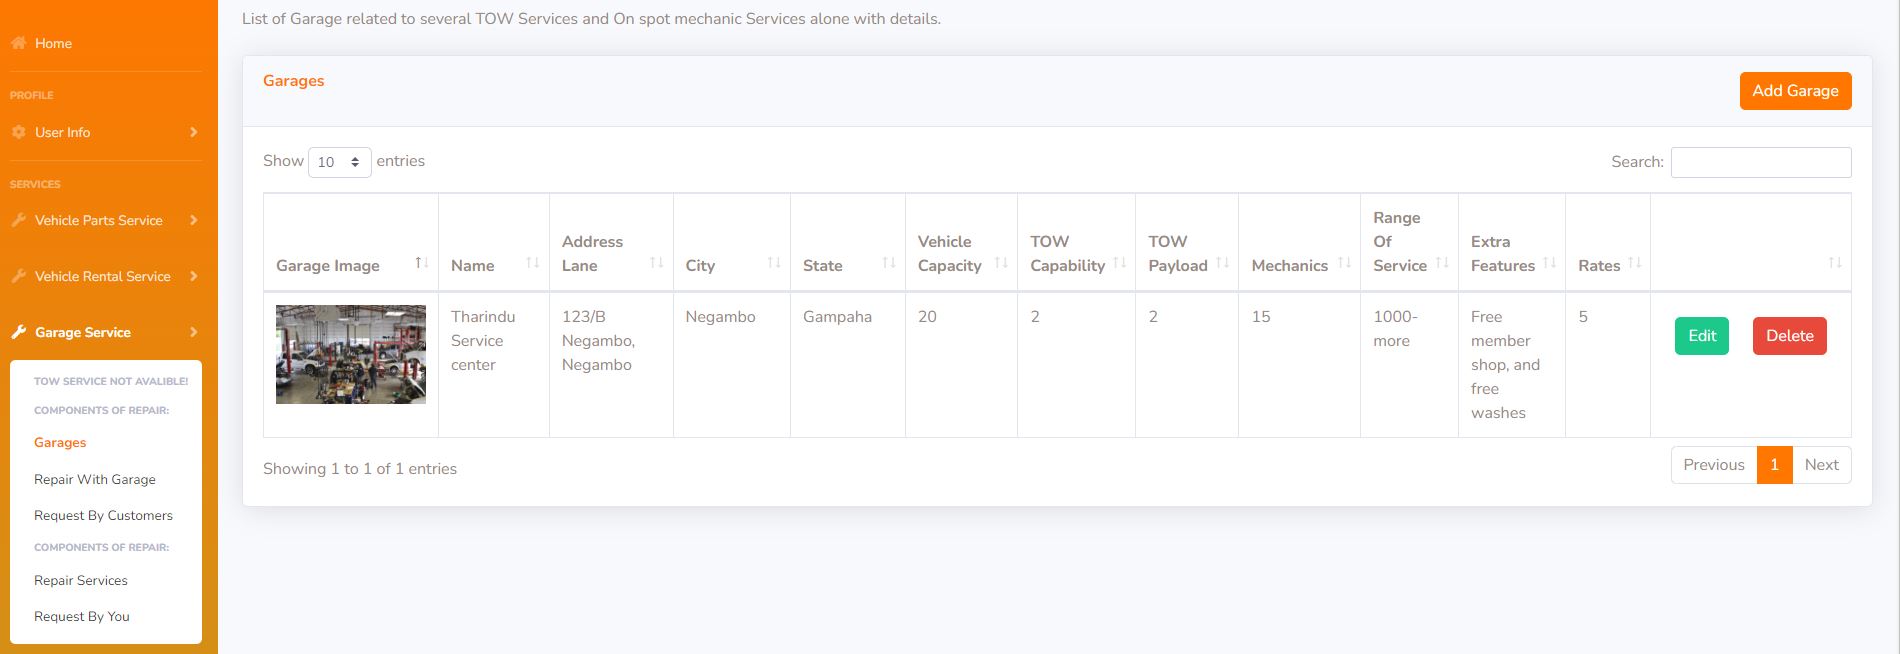 Home
PROFILE
User Info
SERVICES
Vehicle Parts Service
Vehicle Rental Service
Garage Service
TOW SERVICE NOT AVALIBLE!
COMPONENTS OF REPAIR:
Garages
Repair With Garage
Request By Customers
COMPONENTS OF REPAIR:
Repair Services
Request By You
List of Garage related to several TOW Services and On spot mechanic Services alone with details.
Garages
Add Garage
Show 10 entries
Search:
Garage Image
Name
Address
Lane
City
State
Vehicle
Capacity
TOW
Capability
TOW
Payload
Mechanics
Range
Of
Service
Extra
Features
Rates
Tharindu
Service
center
123/B
Negambo,
Negambo
Negambo
Gampaha
20
2
2
15
1000-
more
Free
member
shop, and
free
washes
5
Edit
Delete
Showing 1 to 1 of 1 entries
Previous 1 Next